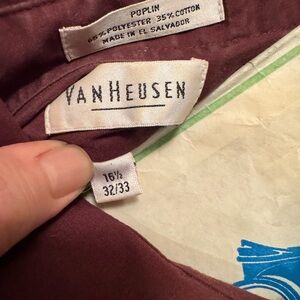 POPLIN
65% POLYESTER 35% COTTON
MADE IN EL SALVADOR
VAN HEUSEN
16½
32/33